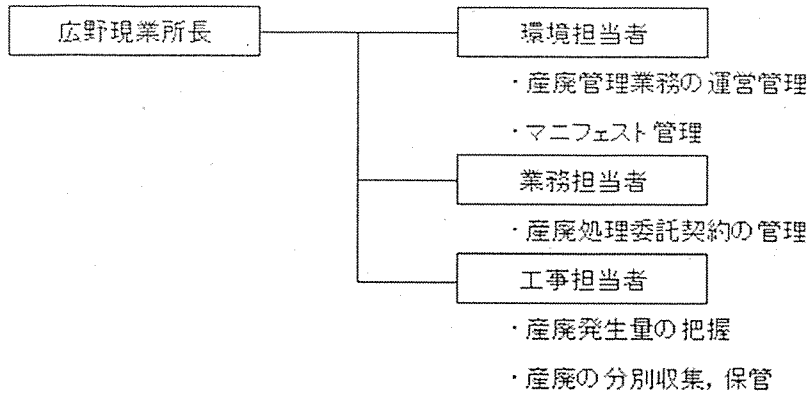 広野現業所長
環境担当者
・産廃管理業務の運営管理
・マニフェスト管理
業務担当者
・産廃処理委託契約の管理
工事担当者
・産廃発生量の把握
・産廃の分別収集，保管